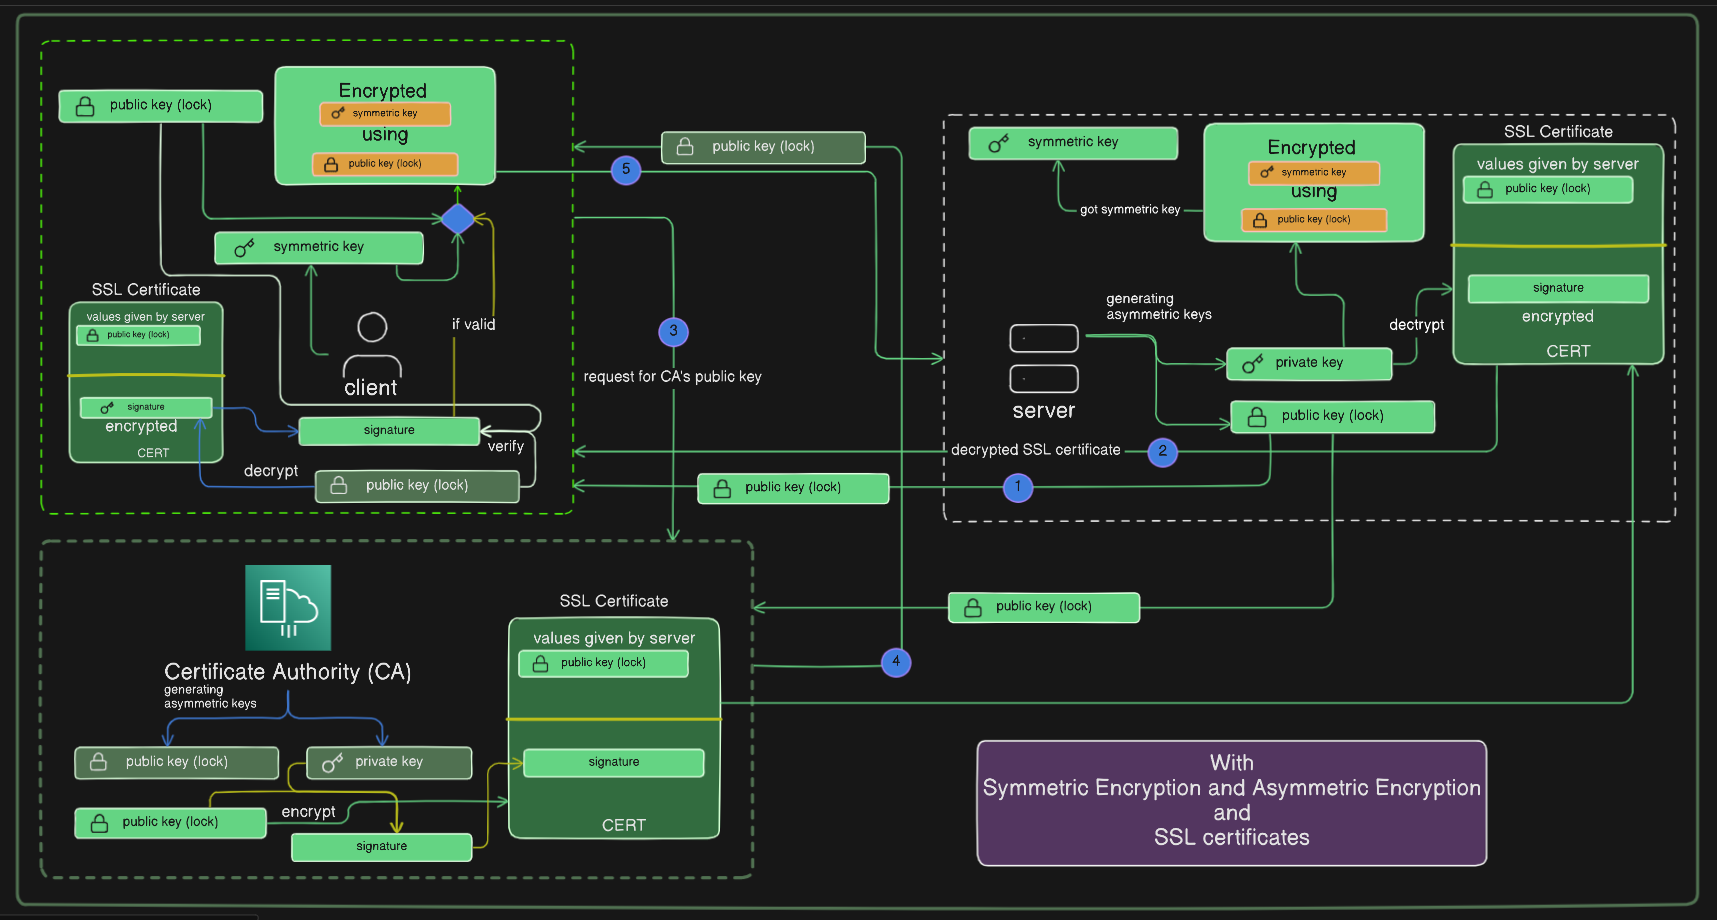 public key (lock)
Encrypted
symmetric key
using
public key (lock)
symmetric key
SSL Certificate
values given by server
public key (lock)
signature
encrypted
CERT
client
if valid
signature
verify
decrypt
public key (lock)
public key (lock)
5
3
request for CA's public key
symmetric key
got symmetric key
Encrypted
symmetric key
using
public key (lock)
SSL Certificate
values given by server
public key (lock)
signature
encrypted
CERT
generating
asymmetric keys
dectrypt
private key
server
public key (lock)
decrypted SSL certificate
2
public key (lock)
1
public key (lock)
4
Certificate Authority (CA)
generating
asymmetric keys
public key (lock)
private key
public key (lock)
encrypt
signature
SSL Certificate
values given by server
public key (lock)
signature
CERT
With
Symmetric Encryption and Asymmetric Encryption
and
SSL certificates